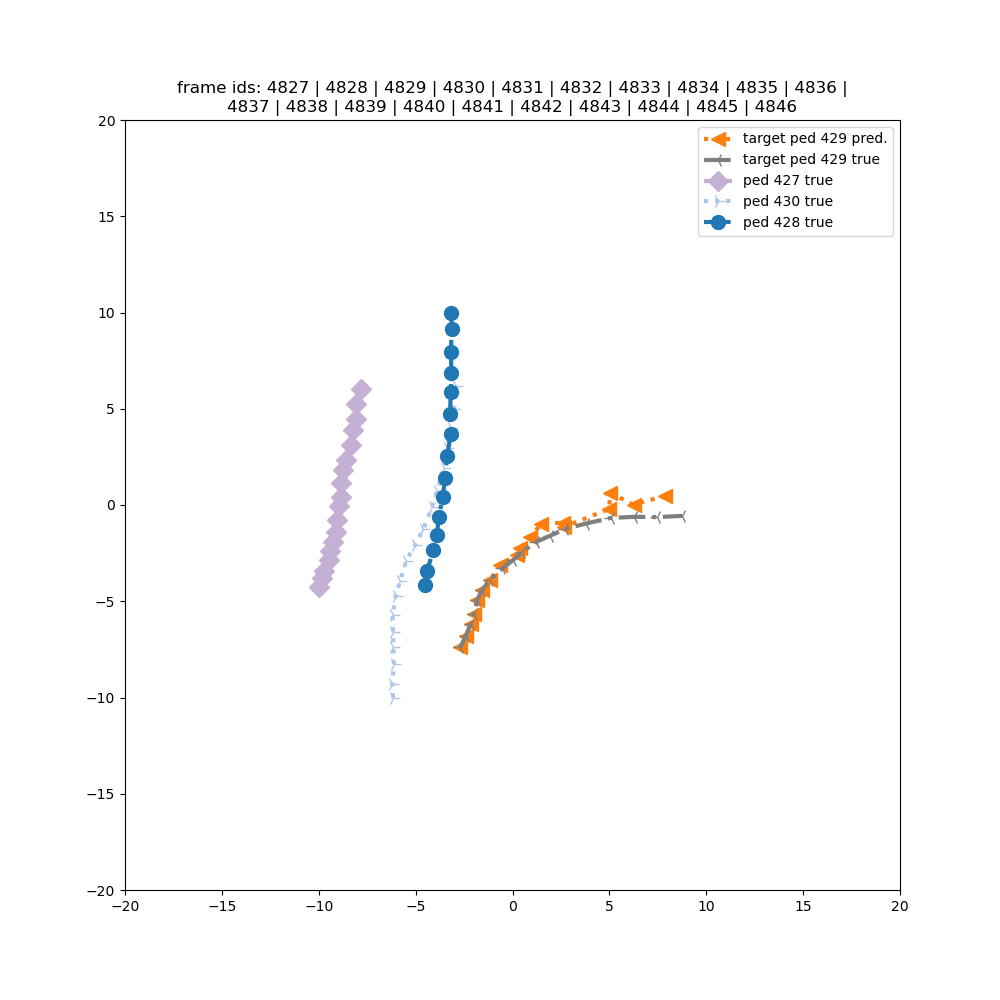 frame ids: 4827 | 4828 | 4829 | 4830 | 4831 | 4832 | 4833 | 4834 | 4835 | 4836 |
4837 | 4838 | 4839 | 4840 | 4841 | 4842 | 4843 | 4844 | 4845 | 4846
target ped 429 pred.
target ped 429 true
ped 427 true
ped 430 true
ped 428 true
20
15
10
5
0
−5
−10
−15
−20
−20 −15 −10 −5 0 5 10 15 20